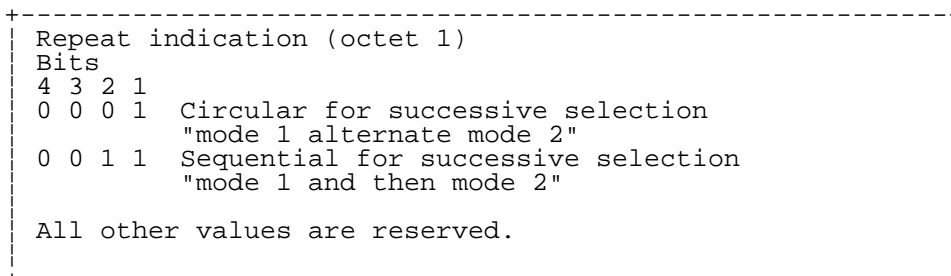 Repeat indication (octet 1)
Bits
4 3 2 1
0 0 0 1 Circular for successive selection
"mode 1 alternate mode 2"
0 0 1 1 Sequential for successive selection
"mode 1 and then mode 2"
All other values are reserved.